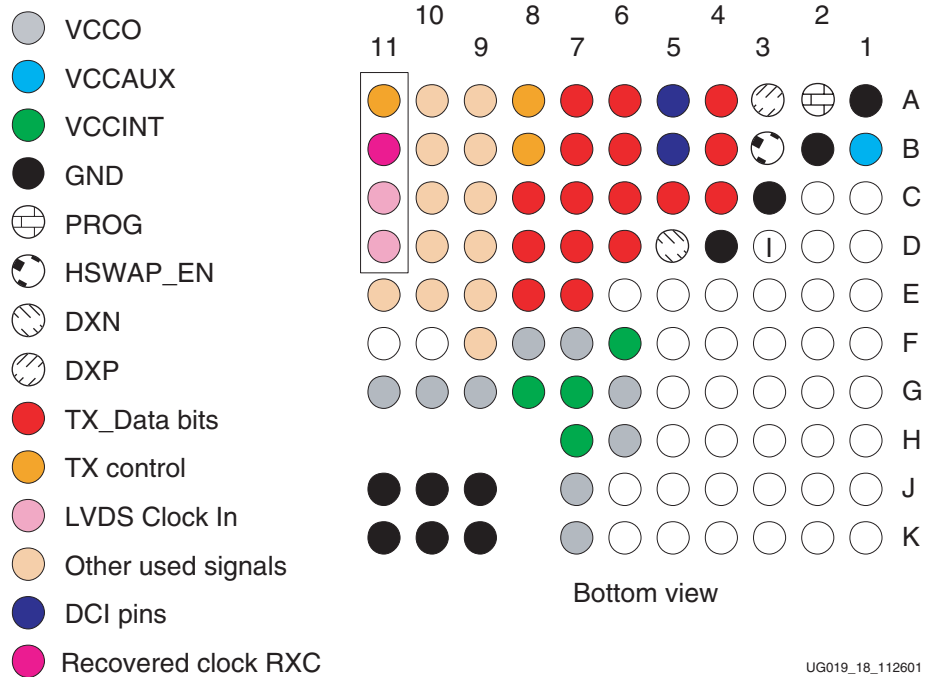 VCCO
VCCAUX
VCCINT
GND
PROG
HSWAP_EN
DXN
DXP
TX_Data bits
TX control
LVDS Clock In
Other used signals
DCI pins
Recovered clock RXC
10 8 6 4 2
11 9 7 5 3 1
A
B
C
D
E
F
G
H
J
K
Bottom view
UG019_18_112601